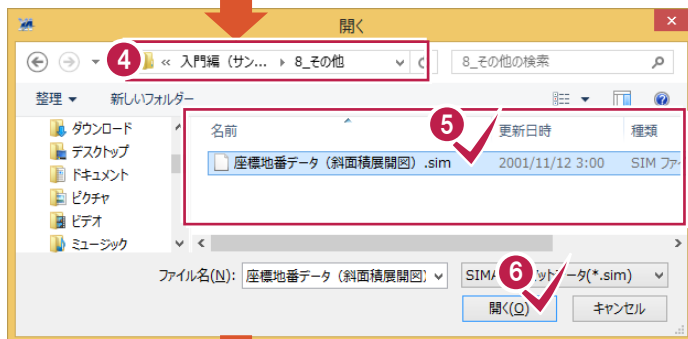 開く
4
« 入門編（サン... ▸ 8_その他
8_その他の検索
整理 ▼ 新しいフォルダー
ダウンロード
デスクトップ
ドキュメント
ピクチャ
ビデオ
ミュージック
5
名前 更新日時 種類
座標地番データ（斜面積展開図）.sim 2001/11/12 3:00 SIM ファ
ファイル名(N): 座標地番データ（斜面積展開図）
6
SIMA ータ(*.sim)
開く(O) キャンセル